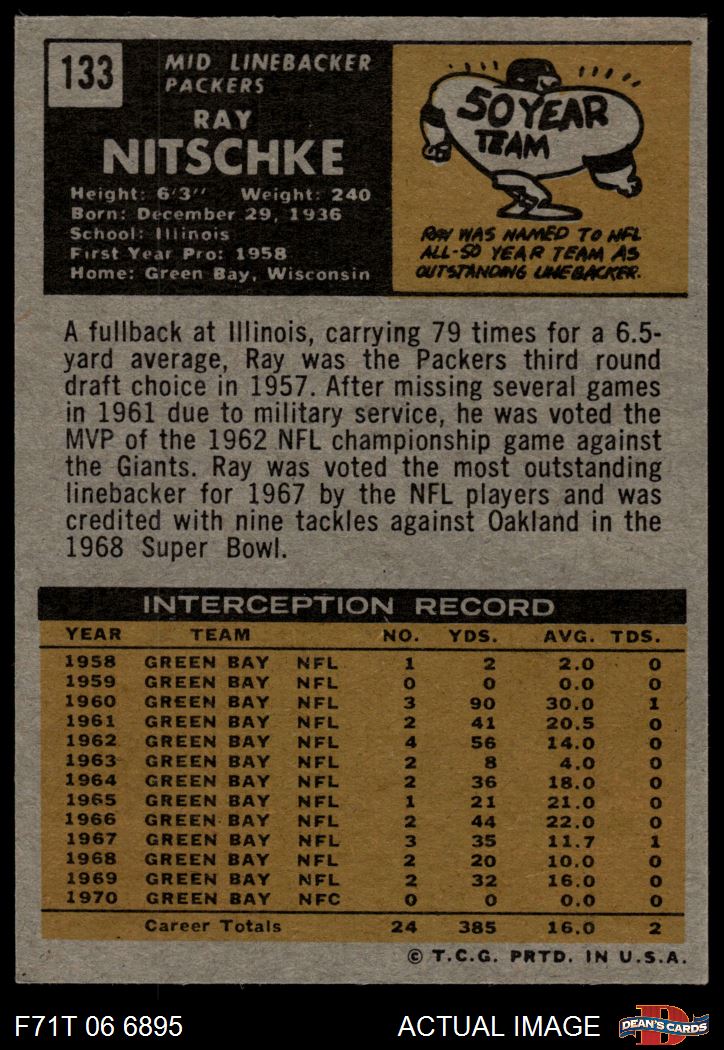 133
MID LINEBACKER
PACKERS
RAY
NITSCHKE
Height: 6'3" Weight: 240
Born: December 29, 1936
School: Illinois
First Year Pro: 1958
Home: Green Bay, Wisconsin
50 YEAR
TEAM
RAY WAS NAMED TO NFL
ALL-50 YEAR TEAM AS
OUTSTANDING LINEBACKER.
A fullback at Illinois, carrying 79 times for a 6.5-
yard average, Ray was the Packers third round
draft choice in 1957. After missing several games
in 1961 due to military service, he was voted the
MVP of the 1962 NFL championship game against
the Giants. Ray was voted the most outstanding
linebacker for 1967 by the NFL players and was
credited with nine tackles against Oakland in the
1968 Super Bowl.
INTERCEPTION RECORD
YEAR TEAM NO. YDS. AVG. TDS.
1958 GREEN BAY NFL 1 2 2.0 0
1959 GREEN BAY NFL 0 0 0.0 0
1960 GREEN BAY NFL 3 90 30.0 1
1961 GREEN BAY NFL 2 41 20.5 0
1962 GREEN BAY NFL 4 56 14.0 0
1963 GREEN BAY NFL 2 8 4.0 0
1964 GREEN BAY NFL 2 36 18.0 0
1965 GREEN BAY NFL 1 21 21.0 0
1966 GREEN BAY NFL 2 44 22.0 0
1967 GREEN BAY NFL 3 35 11.7 1
1968 GREEN BAY NFL 2 20 10.0 0
1969 GREEN BAY NFL 2 32 16.0 0
1970 GREEN BAY NFC 0 0 0.0 0
Career Totals 24 385 16.0 2
© T.C.G. PRTD. IN U.S.A.
F71T 06 6895 ACTUAL IMAGE D DEAN'S CARDS